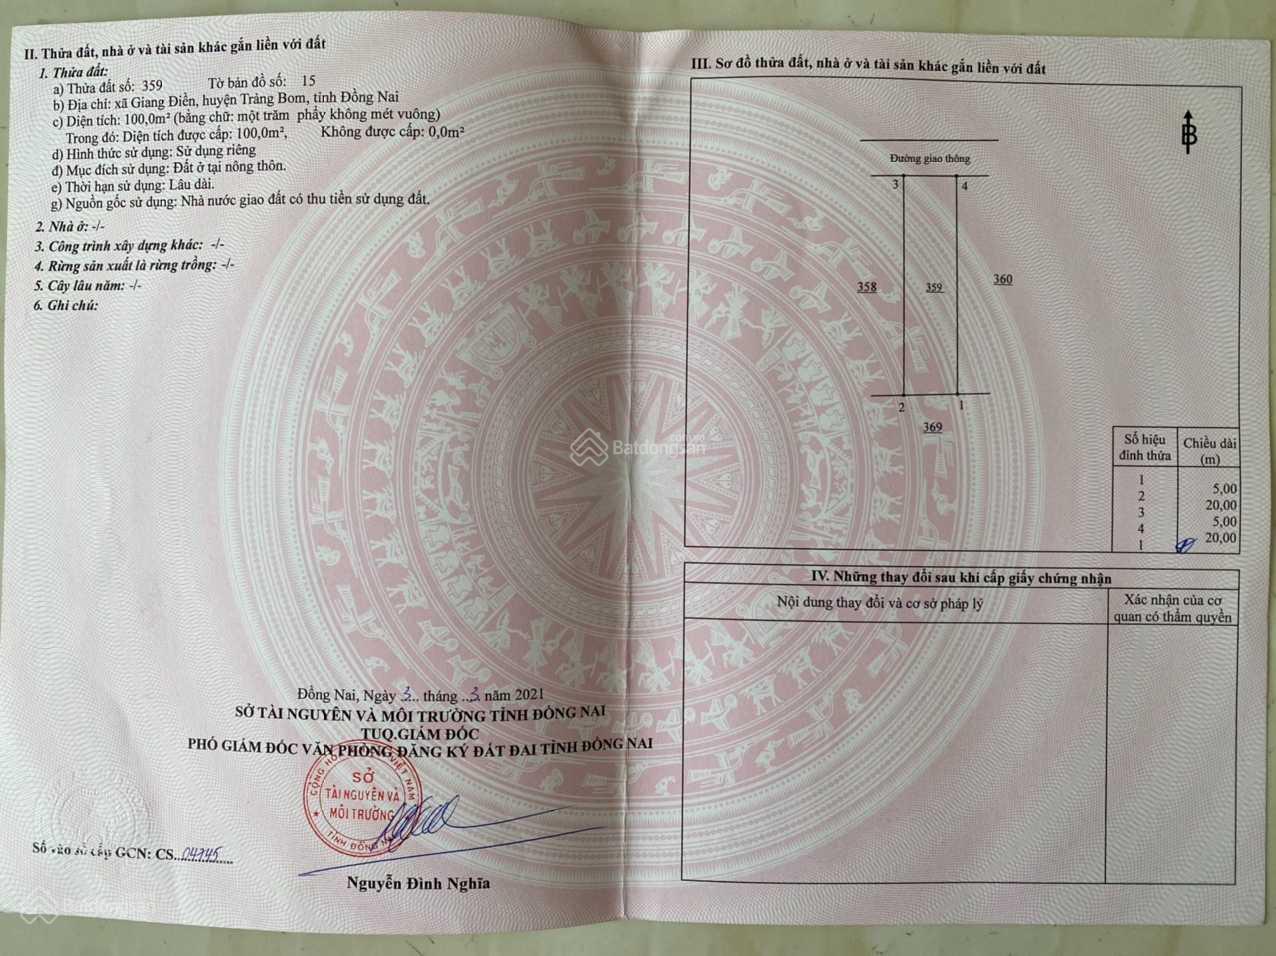 II. Thửa đất, nhà ở và tài sản khác gắn liền với đất
1. Thửa đất:
a) Thửa đất số: 359 Tờ bản đồ số: 15
b) Địa chỉ: xã Giang Điền, huyện Trảng Bom, tỉnh Đồng Nai
c) Diện tích: 100,0m² (bằng chữ: một trăm phẩy không mét vuông)
Trong đó: Diện tích được cấp: 100,0m², Không được cấp: 0,0m²
d) Hình thức sử dụng: Sử dụng riêng
đ) Mục đích sử dụng: Đất ở tại nông thôn.
e) Thời hạn sử dụng: Lâu dài.
g) Nguồn gốc sử dụng: Nhà nước giao đất có thu tiền sử dụng đất.
2. Nhà ở: -/-
3. Công trình xây dựng khác: -/-
4. Rừng sản xuất là rừng trồng: -/-
5. Cây lâu năm: -/-
6. Ghi chú:
Đồng Nai, Ngày 3... tháng ..3 năm 2021
SỞ TÀI NGUYÊN VÀ MÔI TRƯỜNG TỈNH ĐỒNG NAI
TUQ.GIÁM ĐỐC
PHÓ GIÁM ĐỐC VĂN PHÒNG ĐĂNG KÝ ĐẤT ĐAI TỈNH ĐỒNG NAI
SỞ
TÀI NGUYÊN VÀ
MÔI TRƯỜNG
TỈNH ĐỒNG NAI
Nguyễn Đình Nghĩa
Số vào sổ cấp GCN: CS
III. Sơ đồ thửa đất, nhà ở và tài sản khác gắn liền với đất
B
Đường giao thông
3 4
358 359 360
2 1
369
Số hiệu đỉnh thửa Chiều dài (m)
1
5,00
2
20,00
3
5,00
4
20,00
1
IV. Những thay đổi sau khi cấp giấy chứng nhận
Nội dung thay đổi và cơ sở pháp lý
Xác nhận của cơ
quan có thẩm quyền
Batdongsan
Batdongsan